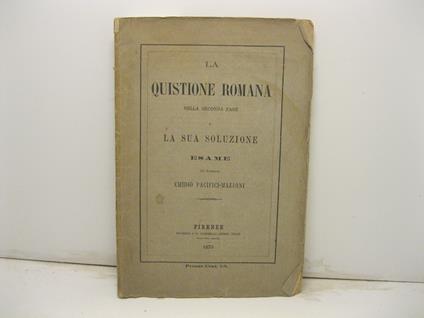 LA
QUISTIONE ROMANA
NELLA SECONDA FASE
E
LA SUA SOLUZIONE
ESAME
EMIDIO PACIFICI-MAZZONI
FIRENZE
1870